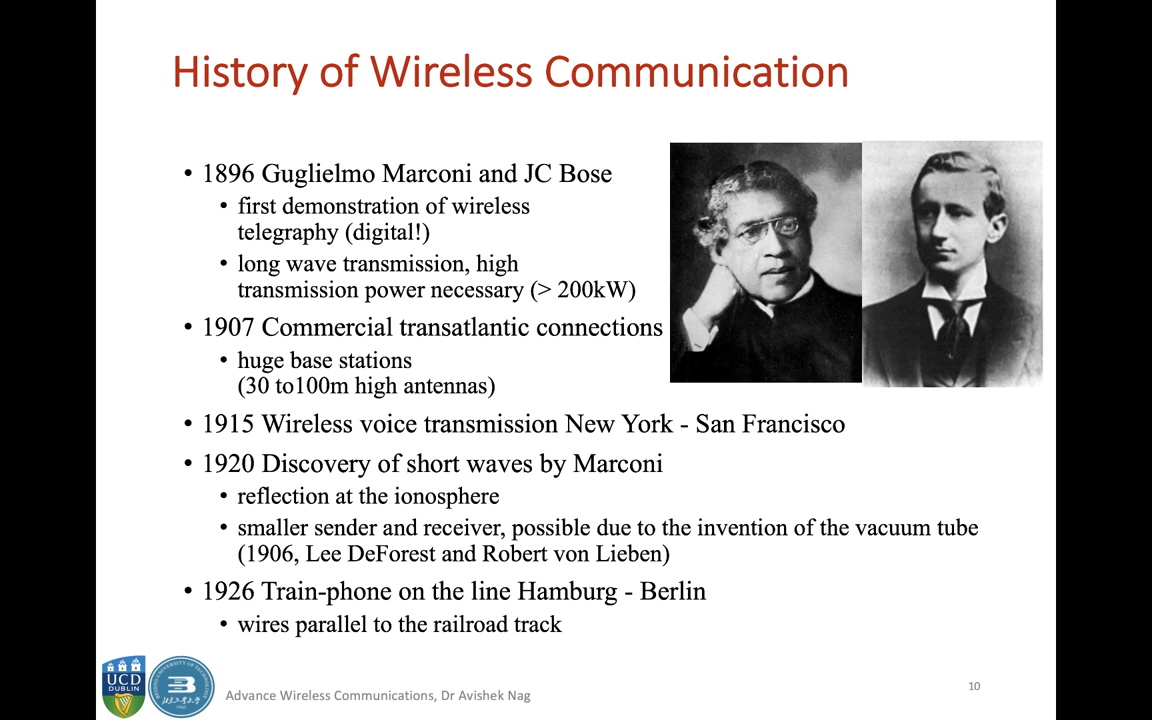 History of Wireless Communication
• 1896 Guglielmo Marconi and JC Bose
• first demonstration of wireless
telegraphy (digital!)
• long wave transmission, high
transmission power necessary (> 200kW)
• 1907 Commercial transatlantic connections
• huge base stations
(30 to100m high antennas)
• 1915 Wireless voice transmission New York - San Francisco
• 1920 Discovery of short waves by Marconi
• reflection at the ionosphere
• smaller sender and receiver, possible due to the invention of the vacuum tube
(1906, Lee DeForest and Robert von Lieben)
• 1926 Train-phone on the line Hamburg - Berlin
• wires parallel to the railroad track
UCD
DUBLIN
Advance Wireless Communications, Dr Avishek Nag
10